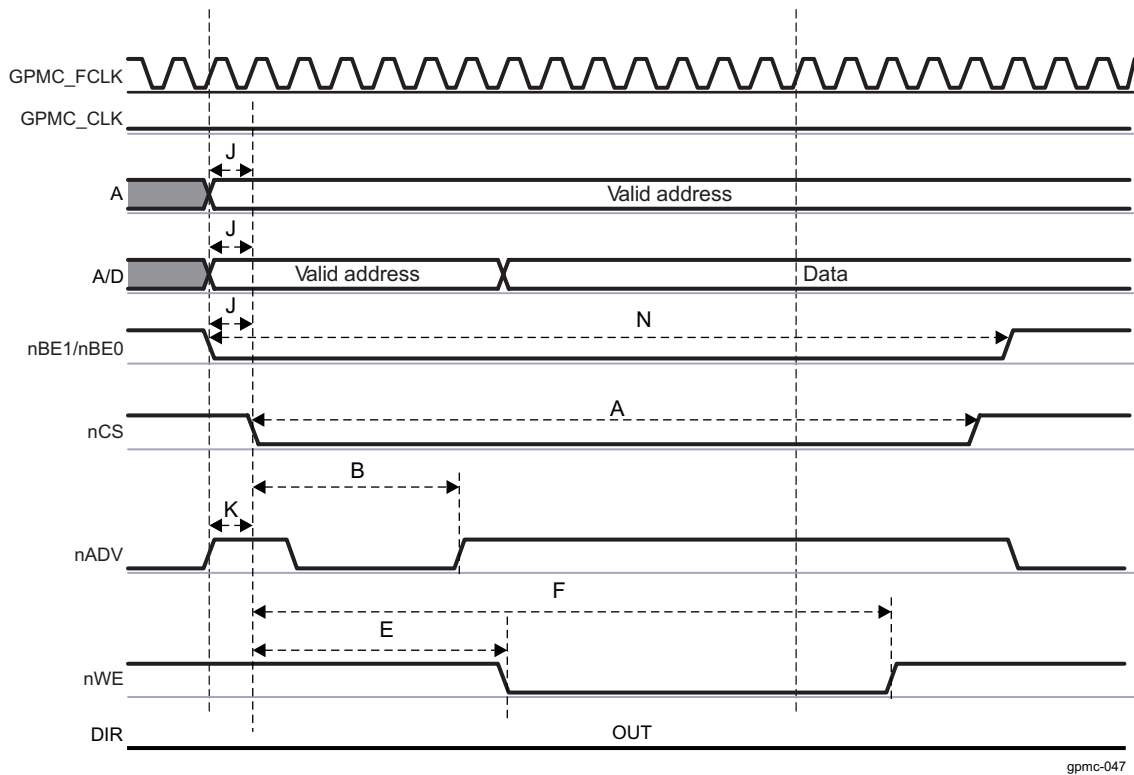 GPMC_FCLK
GPMC_CLK
J
A
Valid address
J
A/D
Valid address
Data
J
N
nBE1/nBE0
A
nCS
B
K
nADV
F
E
nWE
DIR
OUT
gpmc-047